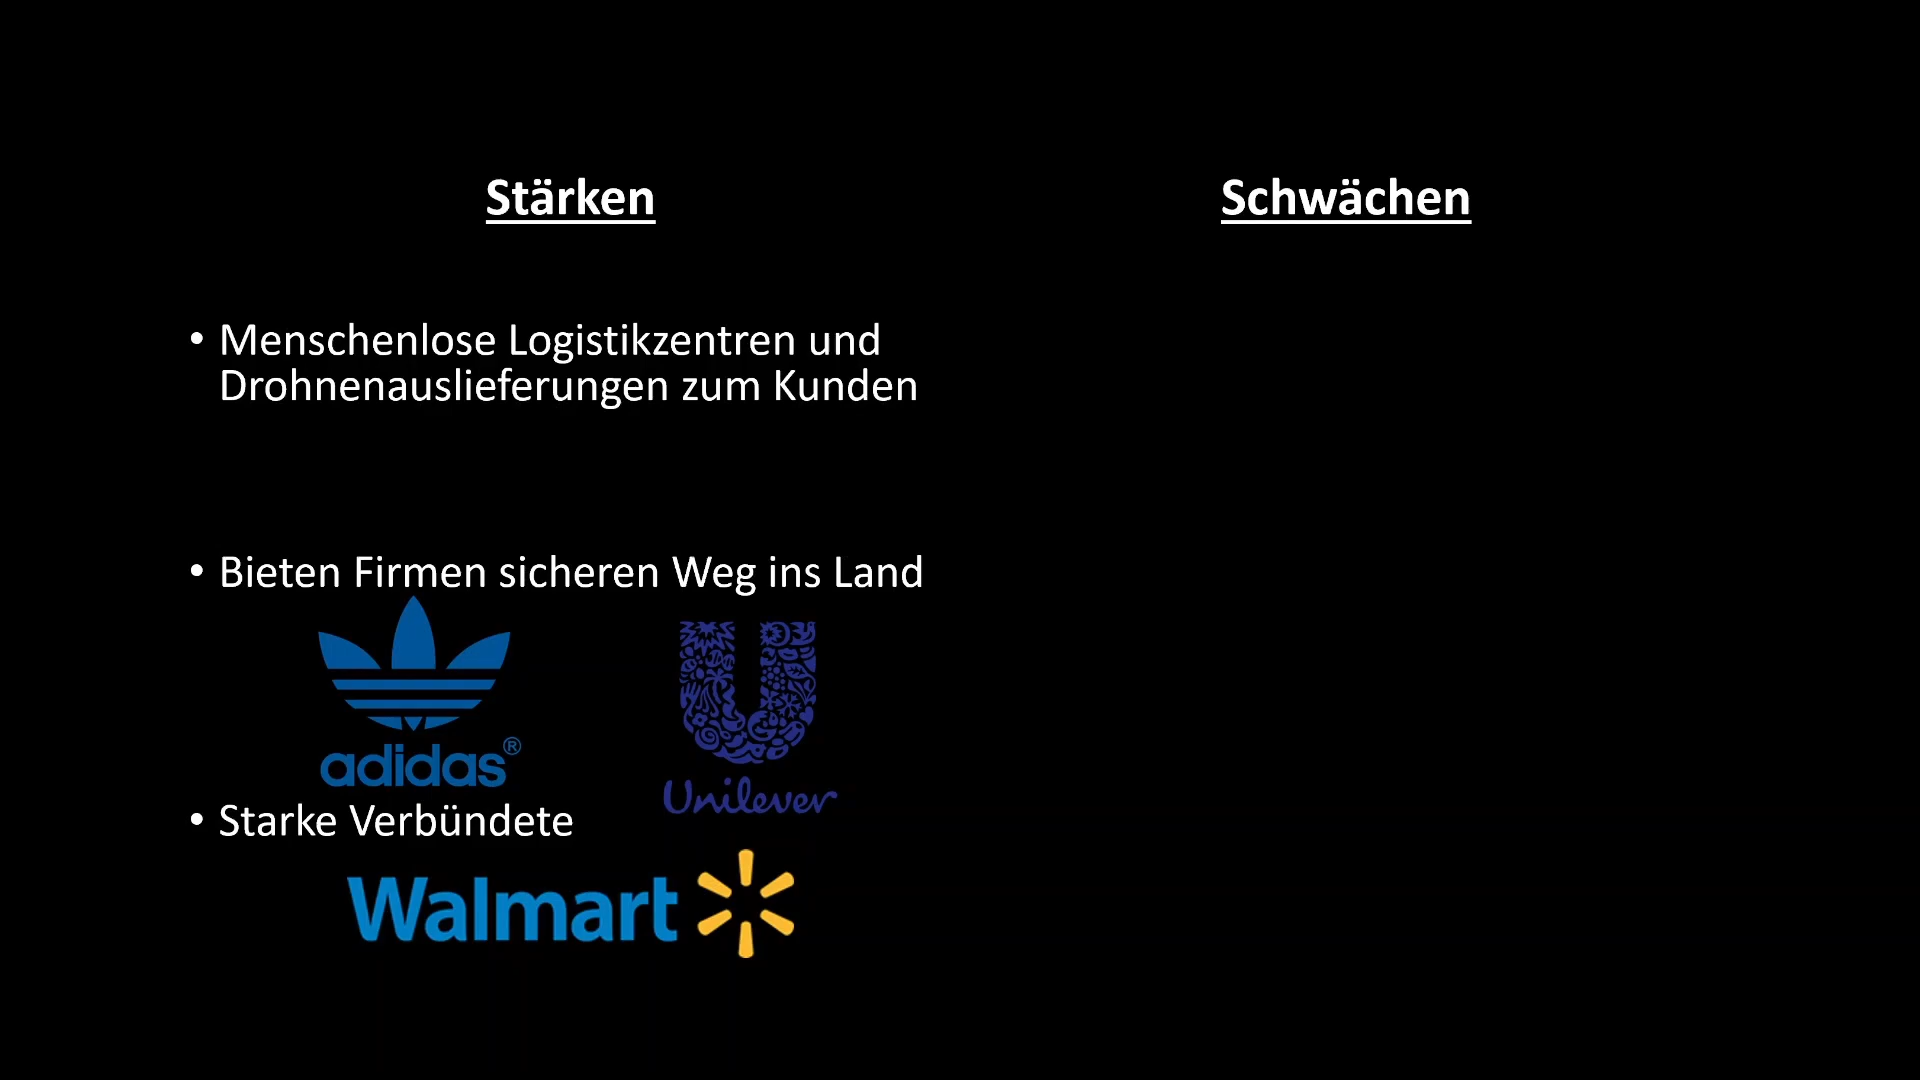 Stärken
Schwächen
• Menschenlose Logistikzentren und
Drohnenauslieferungen zum Kunden
• Bieten Firmen sicheren Weg ins Land
adidas®
Unilever
• Starke Verbündete
Walmart